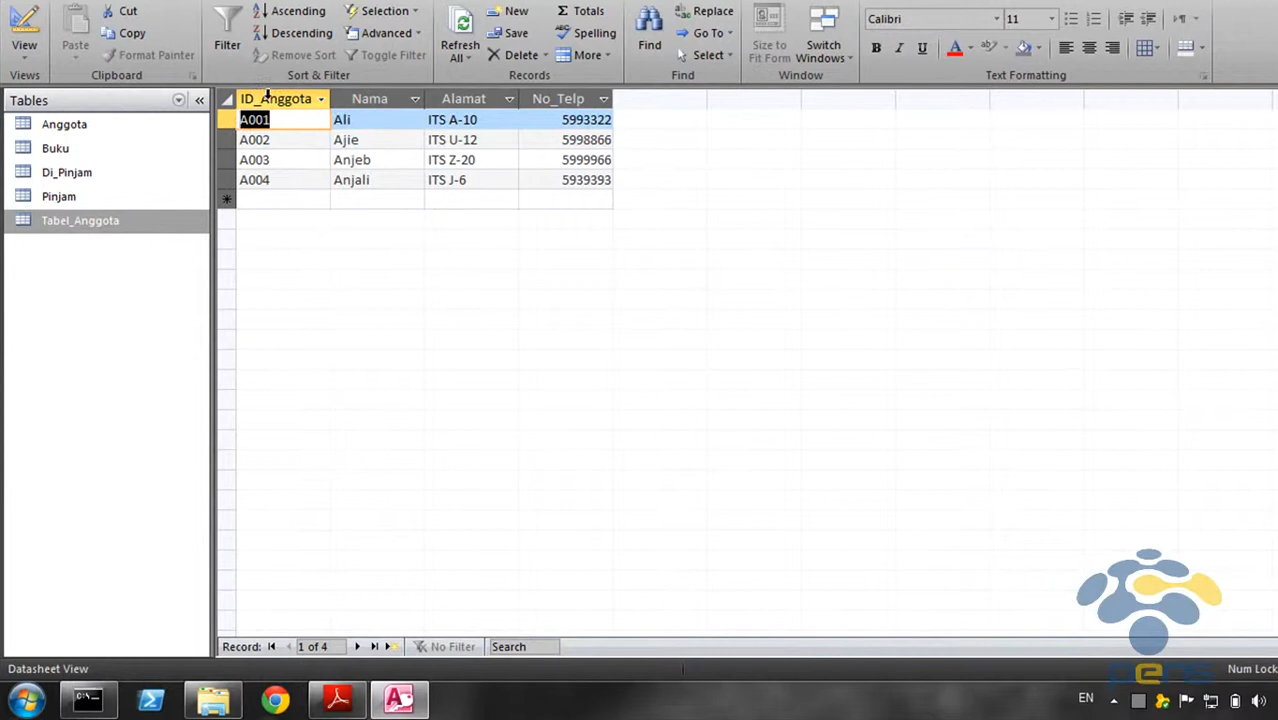 Cut
Copy
Format Painter
Paste
View
Views
Clipboard
Filter
Ascending
Descending
Remove Sort
Selection
Advanced
Toggle Filter
Sort & Filter
Refresh
All
New
Save
Delete
Totals
Spelling
More
Records
Find
Replace
Go To
Select
Find
Size to
Fit Form
Switch
Windows
Window
Calibri 11
B I U
Text Formatting
Tables
Anggota
Buku
Di_Pinjam
Pinjam
Tabel_Anggota
ID_Anggota Nama Alamat No_Telp
A001 Ali ITS A-10 5993322
A002 Ajie ITS U-12 5998866
A003 Anjeb ITS Z-20 5999966
A004 Anjali ITS J-6 5939393
Record: 1 of 4 No Filter Search
Datasheet View
Num Lock
pens
EN